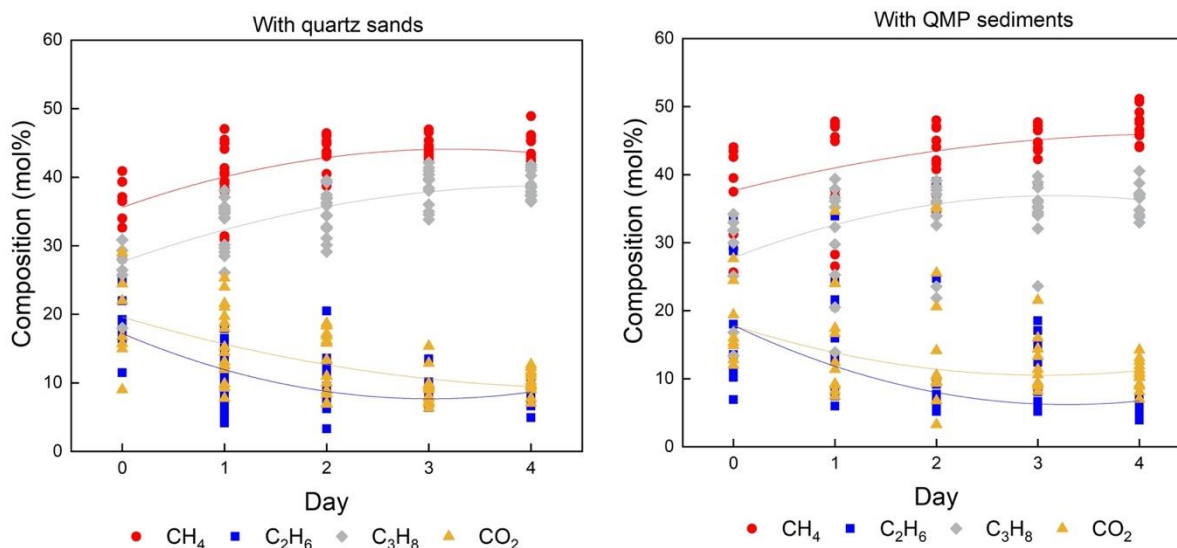 With quartz sands
60
50
40
30
20
10
0
Composition (mol%)
0 1 2 3 4
Day
CH₄ C₂H₆ C₃H₈ CO₂
With QMP sediments
60
50
40
30
20
10
0
Composition (mol%)
0 1 2 3 4
Day
CH₄ C₂H₆ C₃H₈ CO₂